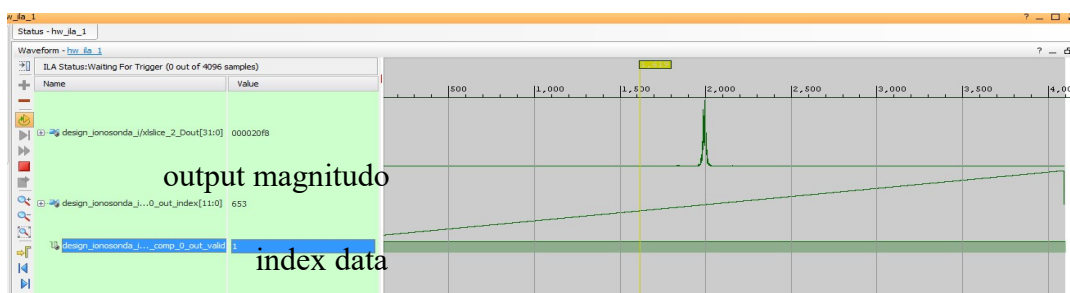 hw_ila_1
Status - hw_ila_1
Waveform - hw_ila_1
ILA Status:Waiting For Trigger (0 out of 4096 samples)
Name Value
500 1,000 1,500 2,000 2,500 3,000 3,500
design_ionosonda_i/xlslice_2_Dout[31:0] 000020f8
output magnitudo
design_ionosonda_i...0_out_index[11:0] 653
design_ionosonda_i..._comp_0_out_valid 1
index data